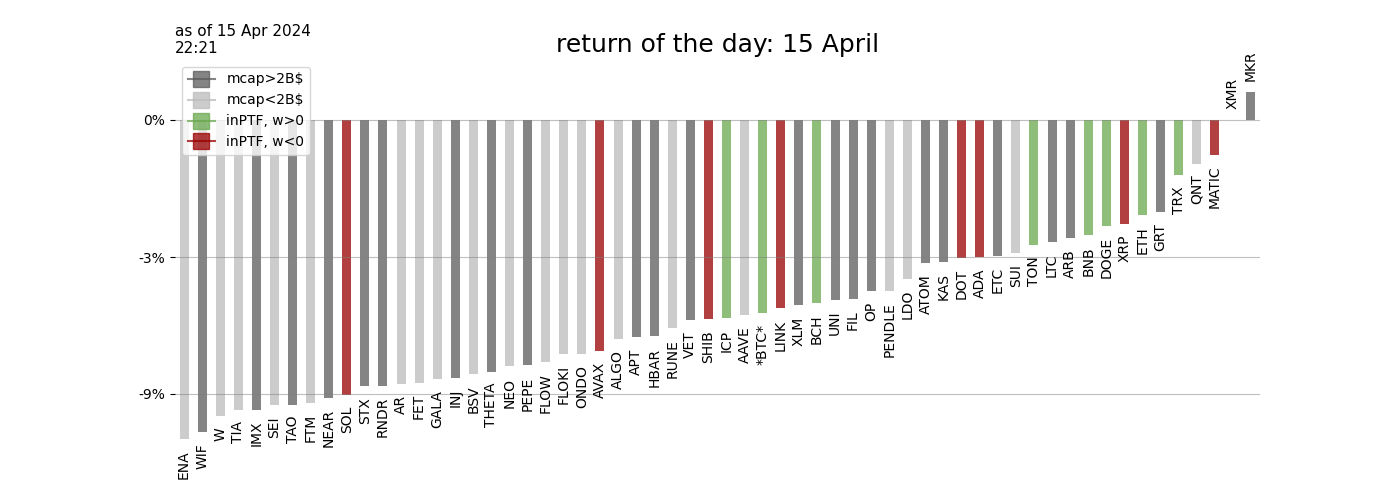 as of 15 Apr 2024
22:21
return of the day: 15 April
mcap>2B$
mcap<2B$
inPTF, w>0
inPTF, w<0
0%
-3%
-9%
ENA
WIF
W
TIA
IMX
SEI
TAO
FTM
NEAR
SOL
STX
RNDR
AR
FET
GALA
INJ
BSV
THETA
NEO
PEPE
FLOW
FLOKI
ONDO
AVAX
ALGO
APT
HBAR
RUNE
VET
SHIB
ICP
AAVE
*BTC*
LINK
XLM
BCH
UNI
FIL
OP
PENDLE
LDO
ATOM
KAS
DOT
ADA
ETC
SUI
TON
LTC
ARB
BNB
DOGE
XRP
ETH
GRT
TRX
QNT
MATIC
XMR
MKR